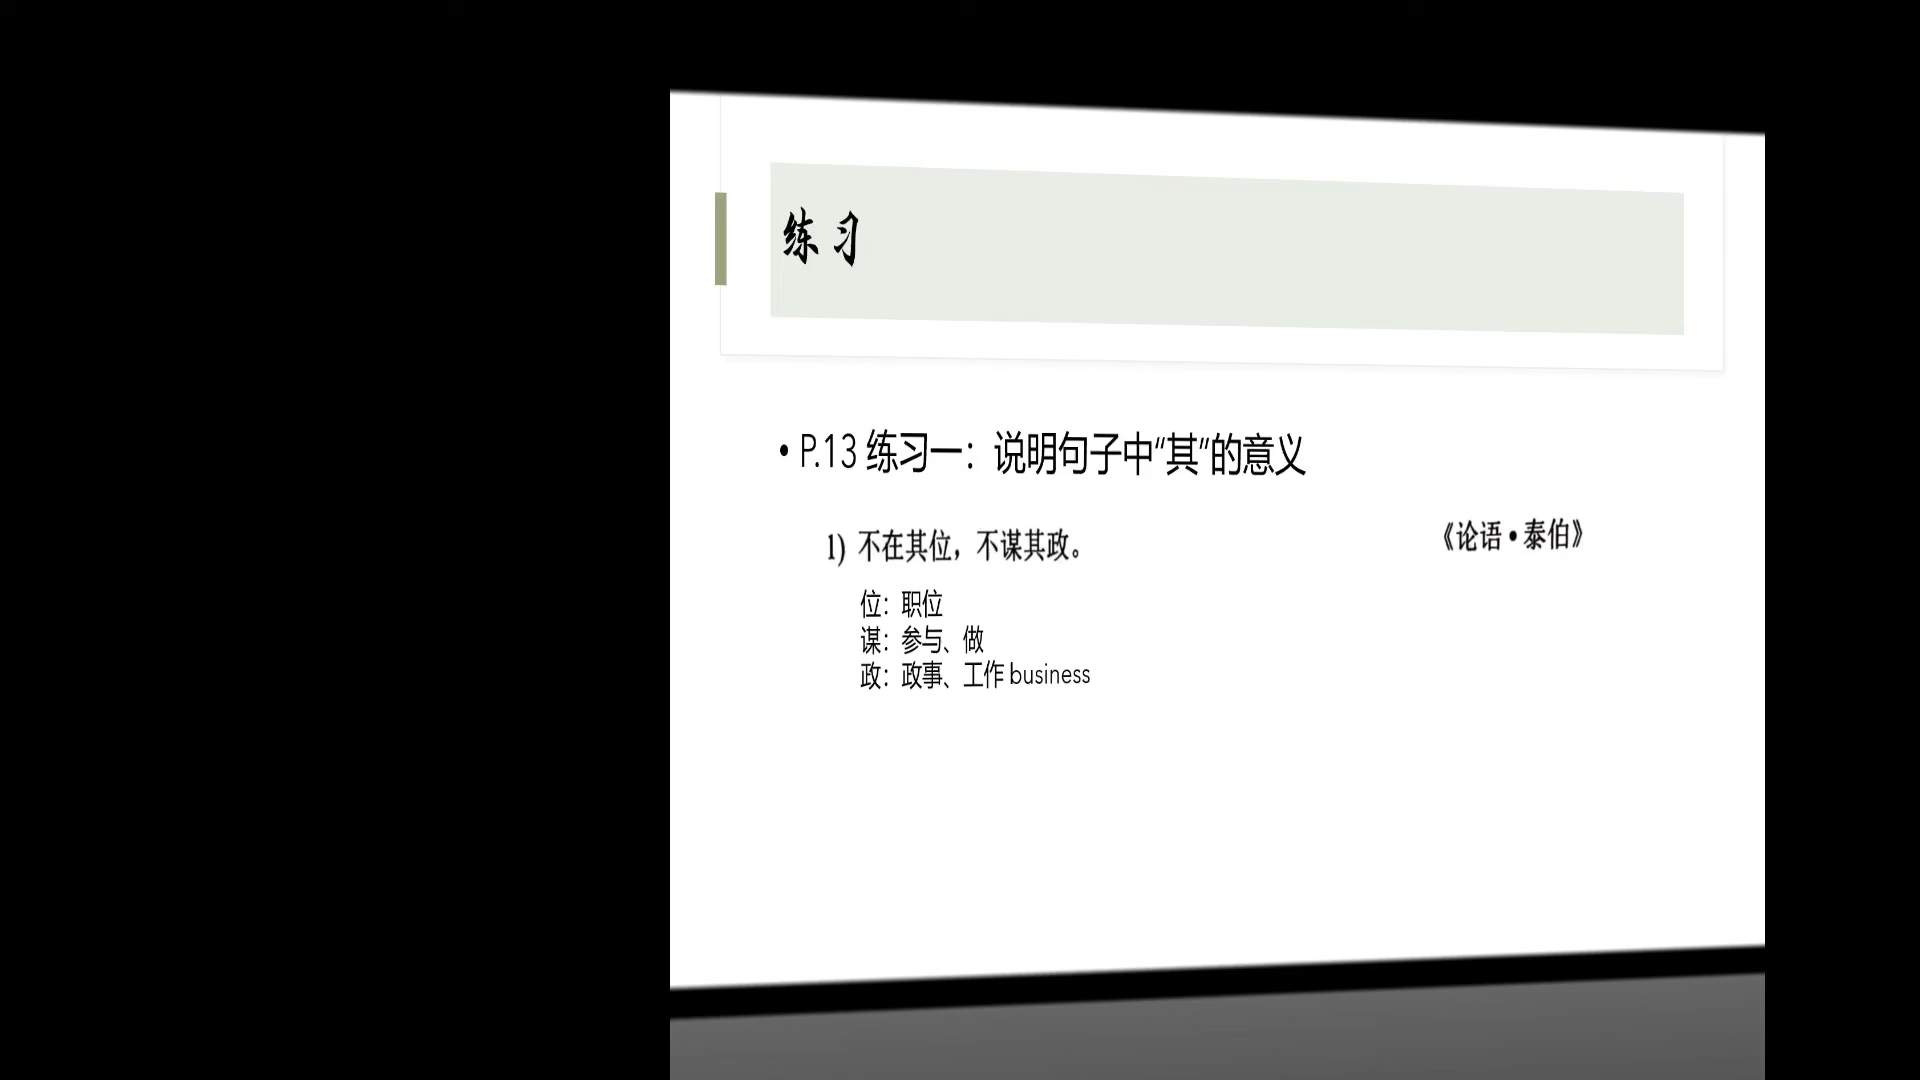 练习
• P.13 练习一：说明句子中“其”的意义
1) 不在其位，不谋其政。 《论语•泰伯》
位：职位
谋：参与、做
政：政事、工作 business